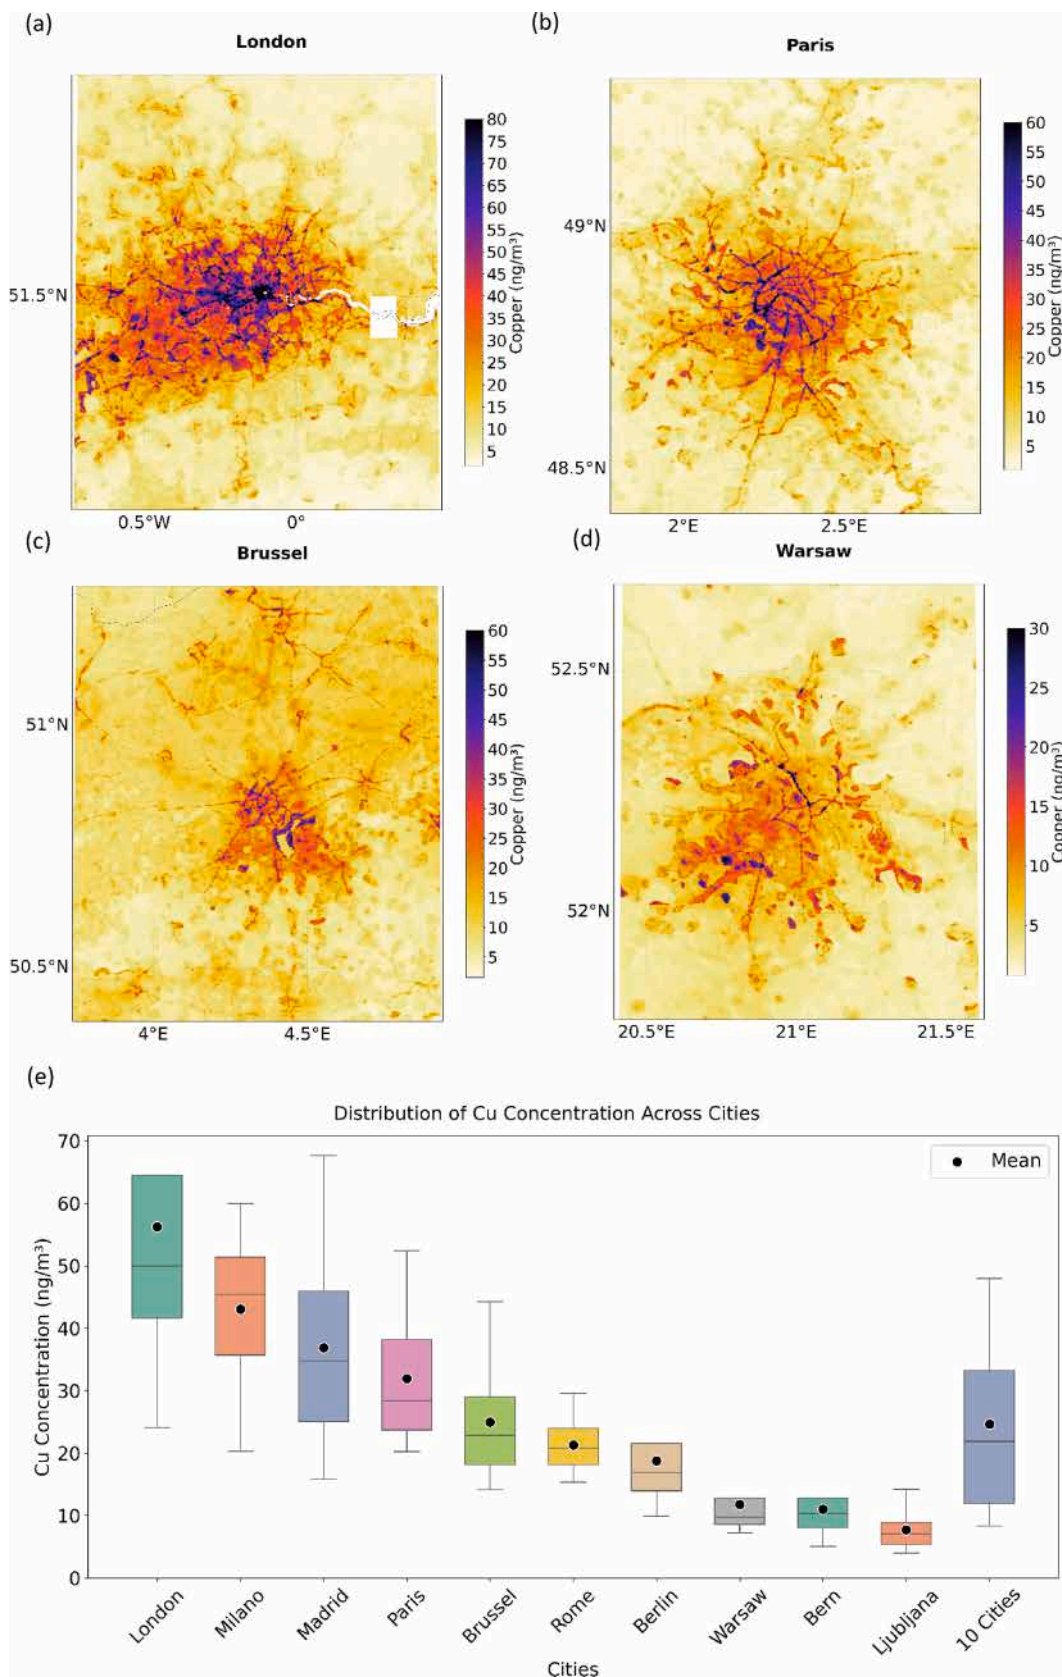 (a)
London
80
75
70
65
60
55
50
45
40
35
30
25
20
15
10
5
Copper (ng/m³)
51.5°N
0.5°W 0°
(b)
Paris
60
50
40
30
20
10
5
Copper (ng/m³)
49°N
48.5°N
2°E 2.5°E
(c)
Brussel
60
55
50
45
40
35
30
25
20
15
10
5
Copper (ng/m³)
51°N
50.5°N
4°E 4.5°E
(d)
Warsaw
30
25
20
15
10
5
Copper (ng/m³)
52.5°N
52°N
20.5°E 21°E 21.5°E
(e)
Distribution of Cu Concentration Across Cities
Mean
70
60
50
40
30
20
10
0
Cu Concentration (ng/m³)
London Milano Madrid Paris Brussel Rome Berlin Warsaw Bern Ljubljana 10 Cities
Cities